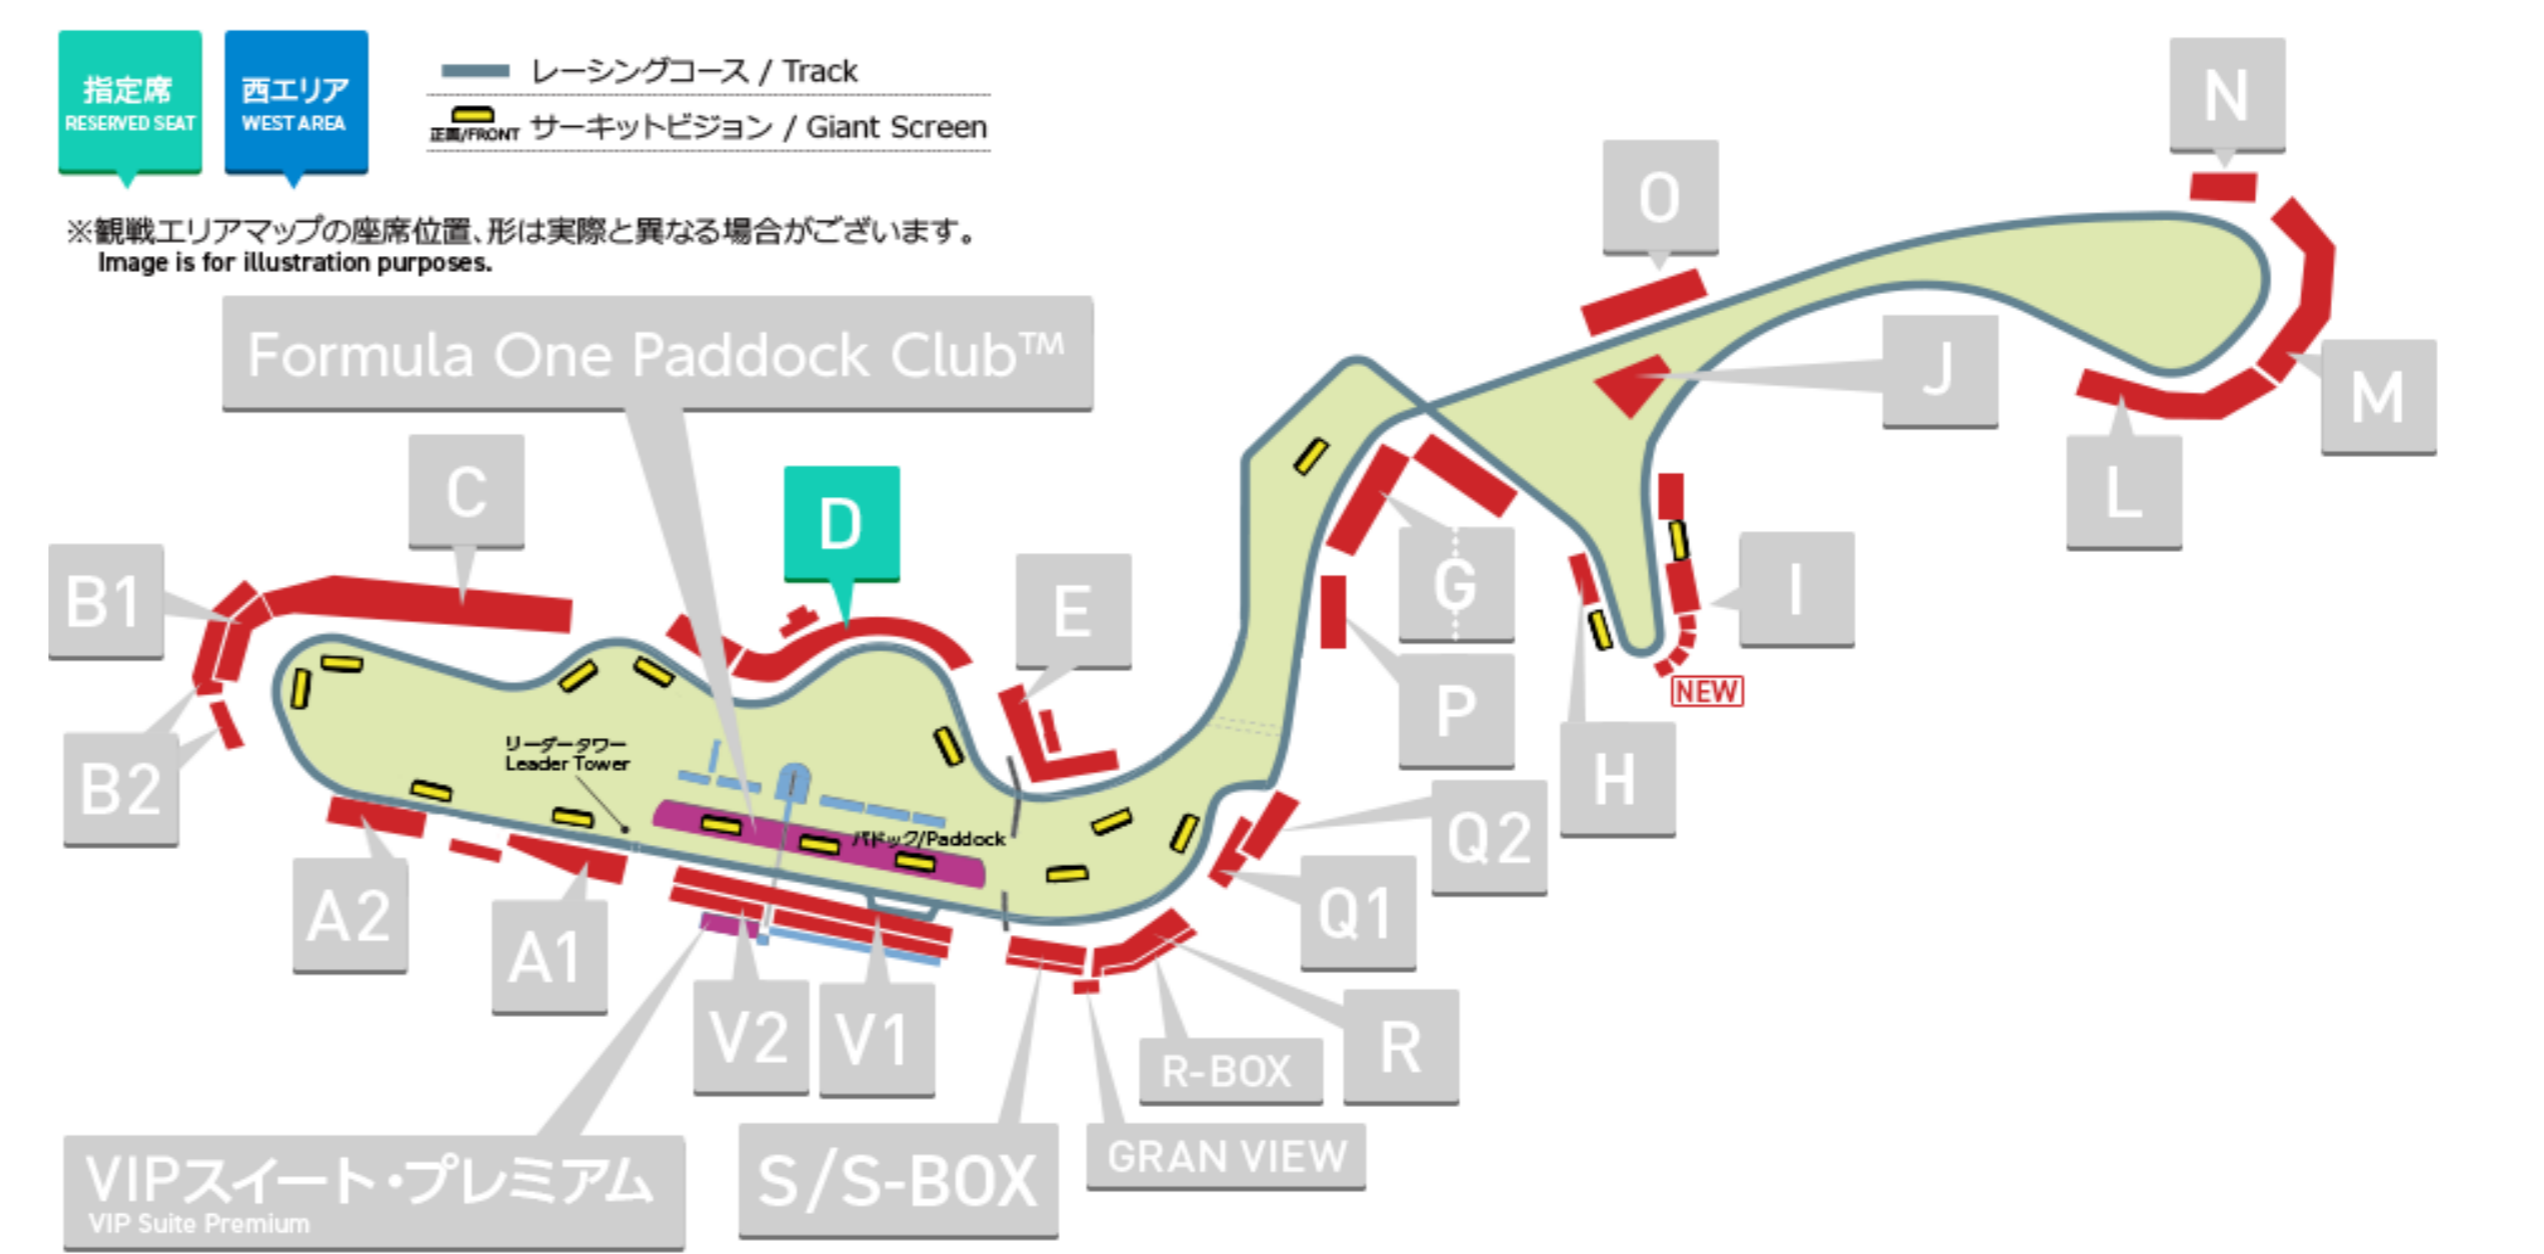 指定席
RESERVED SEAT
西エリア
WEST AREA
レーシングコース / Track
正面/FRONT サーキットビジョン / Giant Screen
※観戦エリアマップの座席位置、形は実際と異なる場合がございます。
Image is for illustration purposes.
N
O
Formula One Paddock Club™
J
M
L
C
D
B1
E
G
I
P
NEW
H
B2
リーダータワー
Leader Tower
パドック/Paddock
Q2
Q1
A2
A1
V2
V1
R
R-BOX
GRAN VIEW
S/S-BOX
VIPスイート・プレミアム
VIP Suite Premium